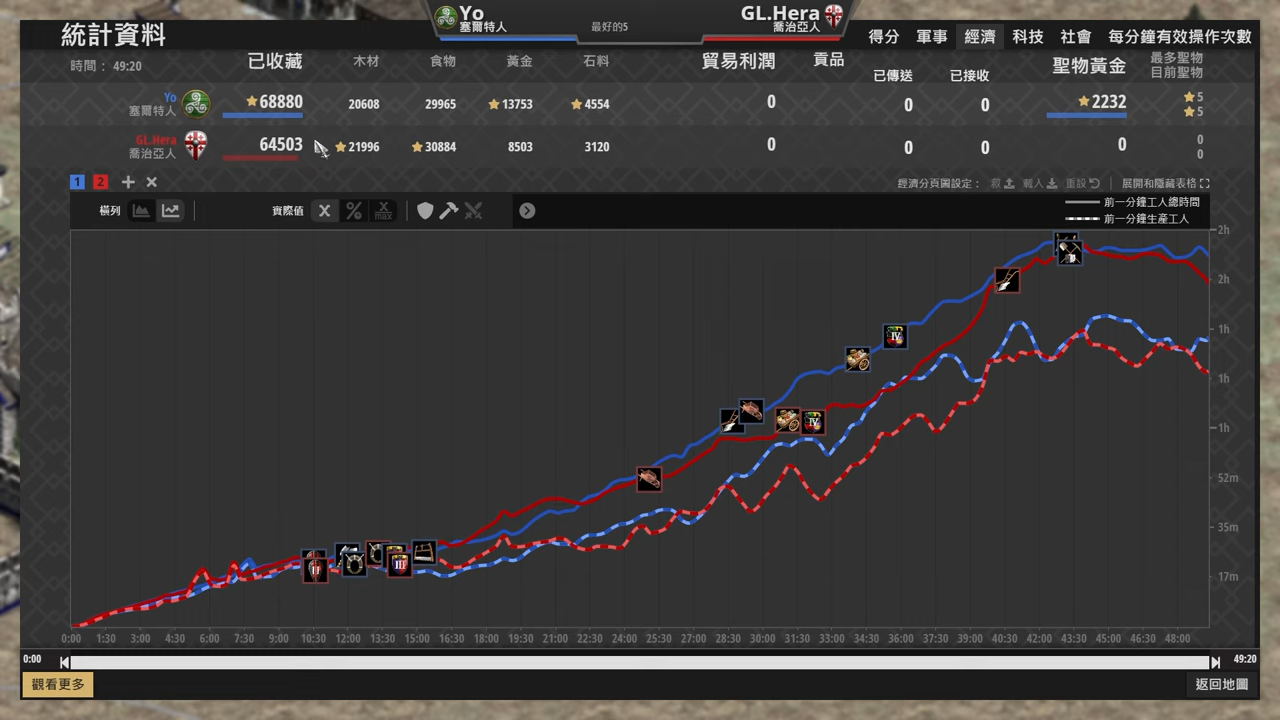 Yo
塞爾特人
最好的5
GL.Hera
喬治亞人
統計資料
得分 軍事 經濟 科技 社會 每分鐘有效操作次數
時間： 49:20
已收藏 木材 食物 黃金 石料 貿易利潤 貢品 已傳送 已接收 聖物黃金 最多聖物
目前聖物
Yo
塞爾特人
68880 20608 29965 13753 4554 0 0 0 2232 5
5
GL.Hera
喬治亞人
64503 21996 30884 8503 3120 0 0 0 0 0
0
1 2
經濟分頁圖設定： 載入 重設 展開和隱藏表格
橫列 實際值 X % X
max
前一分鐘工人總時間
前一分鐘生產工人
2h
2h
1h
1h
1h
52m
35m
17m
IV
IV
II
III
0:00 1:30 3:00 4:30 6:00 7:30 9:00 10:30 12:00 13:30 15:00 16:30 18:00 19:30 21:00 22:30 24:00 25:30 27:00 28:30 30:00 31:30 33:00 34:30 36:00 37:30 39:00 40:30 42:00 43:30 45:00 46:30 48:00
0:00 49:20
觀看更多 返回地圖